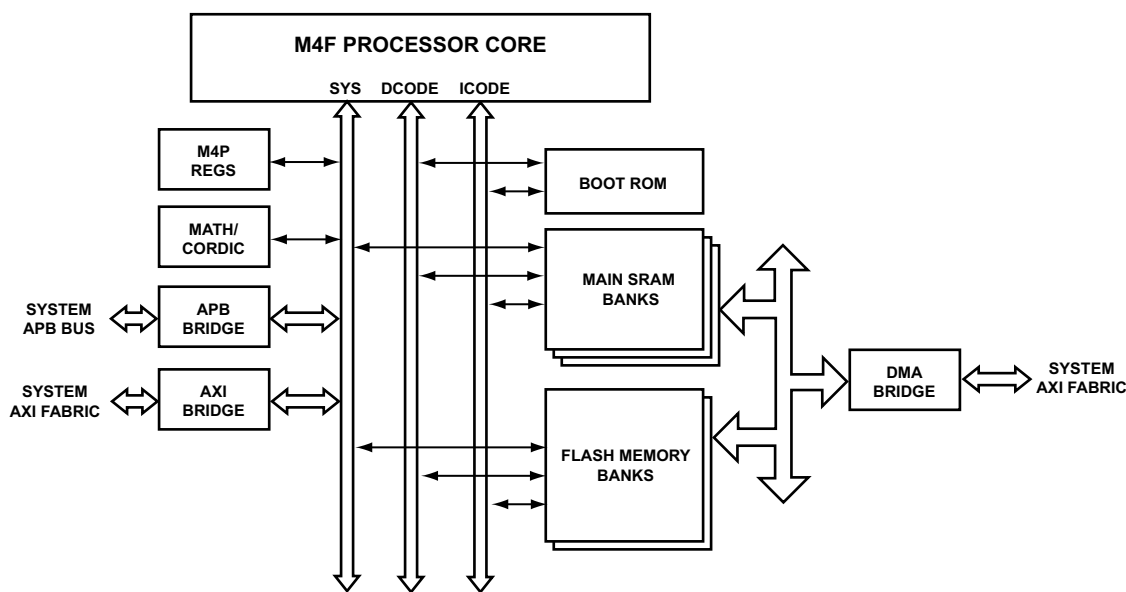 M4F PROCESSOR CORE
SYS DCODE ICODE
M4P
REGS
BOOT ROM
MATH/
CORDIC
MAIN SRAM
BANKS
SYSTEM
APB BUS
APB
BRIDGE
SYSTEM
AXI FABRIC
AXI
BRIDGE
DMA
BRIDGE
SYSTEM
AXI FABRIC
FLASH MEMORY
BANKS